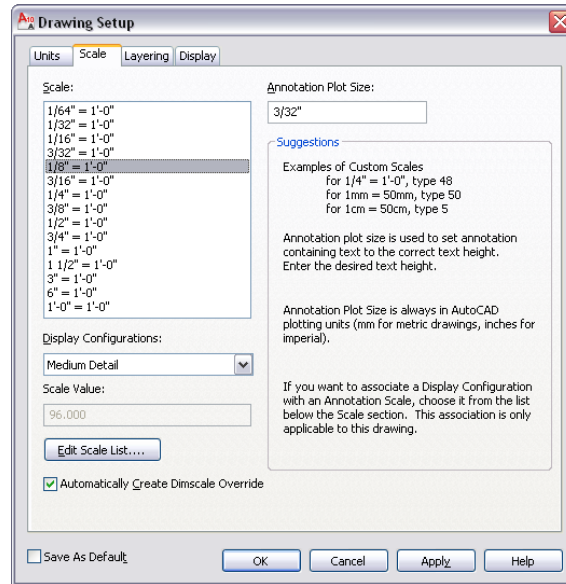 Drawing Setup
Units Scale Layering Display
Scale:
1/64" = 1'-0"
1/32" = 1'-0"
1/16" = 1'-0"
3/32" = 1'-0"
1/8" = 1'-0"
3/16" = 1'-0"
1/4" = 1'-0"
3/8" = 1'-0"
1/2" = 1'-0"
3/4" = 1'-0"
1" = 1'-0"
1 1/2" = 1'-0"
3" = 1'-0"
6" = 1'-0"
1'-0" = 1'-0"
Display Configurations:
Medium Detail
Scale Value:
96.000
Edit Scale List....
Automatically Create Dimscale Override
Annotation Plot Size:
3/32"
Suggestions
Examples of Custom Scales
for 1/4" = 1'-0", type 48
for 1mm = 50mm, type 50
for 1cm = 50cm, type 5
Annotation plot size is used to set annotation
containing text to the correct text height.
Enter the desired text height.
Annotation Plot Size is always in AutoCAD
plotting units (mm for metric drawings, inches for
imperial).
If you want to associate a Display Configuration
with an Annotation Scale, choose it from the list
below the Scale section. This association is only
applicable to this drawing.
Save As Default
OK Cancel Apply Help